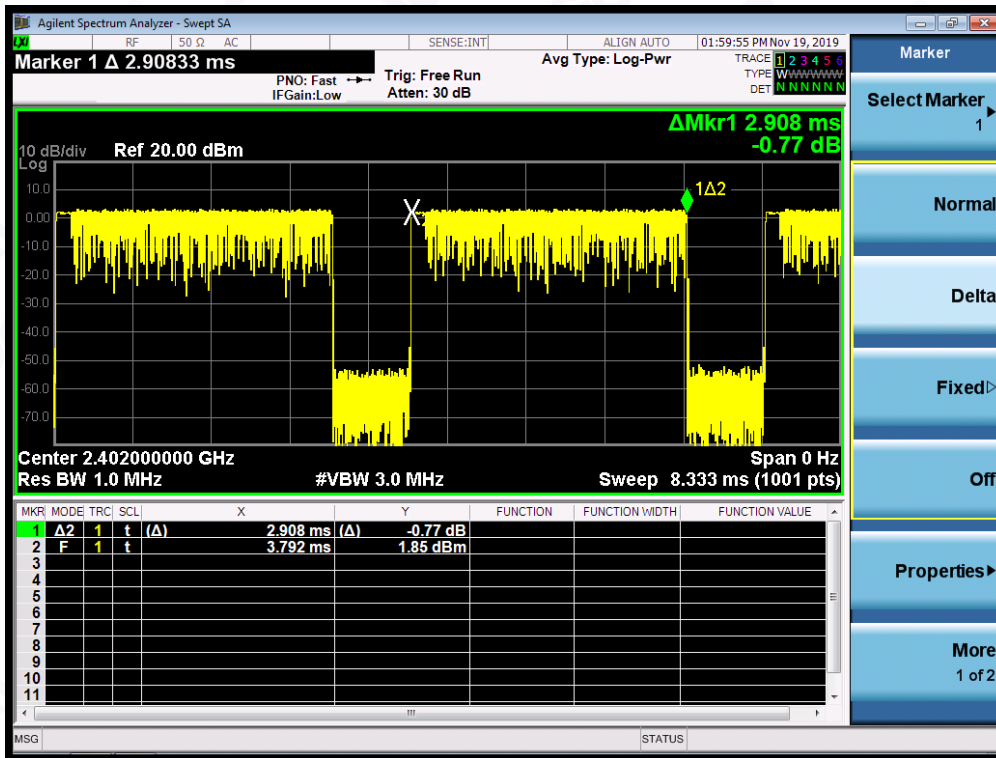 Agilent Spectrum Analyzer - Swept SA
LXI RF 50 Ω AC SENSE:INT ALIGN AUTO 01:59:55 PM Nov 19, 2019
Marker 1 Δ 2.90833 ms
PNO: Fast
IFGain:Low
Trig: Free Run
Atten: 30 dB
Avg Type: Log-Pwr
TRACE 1 2 3 4 5 6
TYPE WWWWWW
DET N N N N N N
ΔMkr1 2.908 ms
-0.77 dB
10 dB/div Ref 20.00 dBm
Log
10.0
0.00
-10.0
-20.0
-30.0
-40.0
-50.0
-60.0
-70.0
X
1Δ2
Center 2.402000000 GHz Span 0 Hz
Res BW 1.0 MHz #VBW 3.0 MHz Sweep 8.333 ms (1001 pts)
MKR MODE TRC SCL X Y FUNCTION FUNCTION WIDTH FUNCTION VALUE
1 Δ2 1 t (Δ) 2.908 ms (Δ) -0.77 dB
2 F 1 t 3.792 ms 1.85 dBm
3
4
5
6
7
8
9
10
11
MSG STATUS
Marker
Select Marker
1
Normal
Delta
Fixed
Off
Properties
More
1 of 2